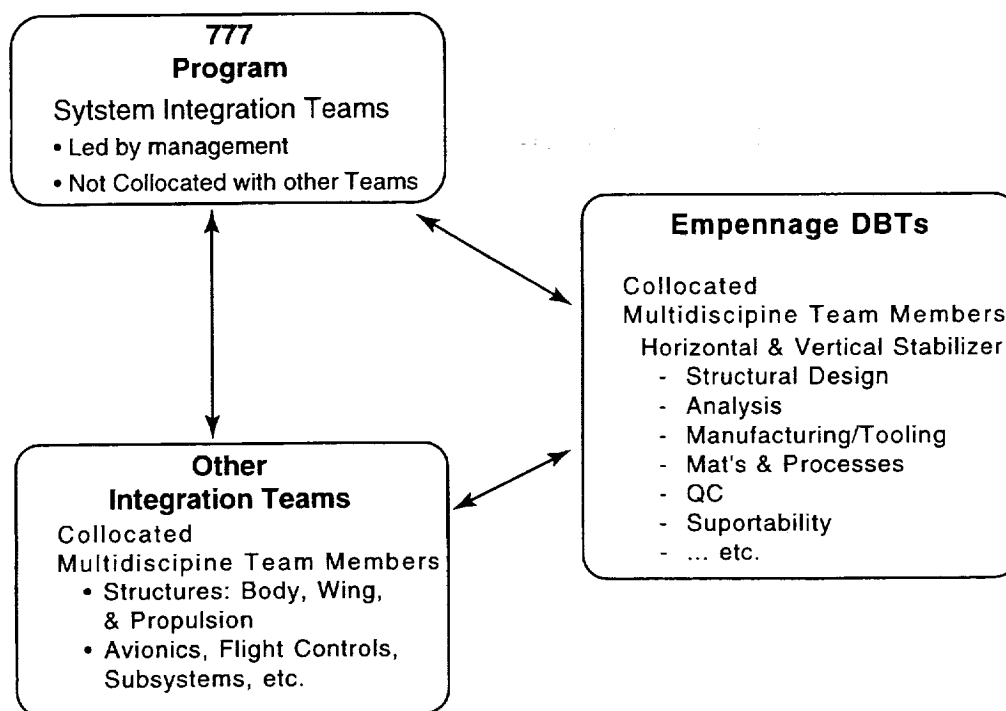 777
Program
Sytstem Integration Teams
• Led by management
• Not Collocated with other Teams
Empennage DBTs
Collocated
Multidiscipine Team Members
Horizontal & Vertical Stabilizer
- Structural Design
- Analysis
- Manufacturing/Tooling
- Mat's & Processes
- QC
- Suportability
- ... etc.
Other
Integration Teams
Collocated
Multidiscipine Team Members
• Structures: Body, Wing,
& Propulsion
• Avionics, Flight Controls,
Subsystems, etc.